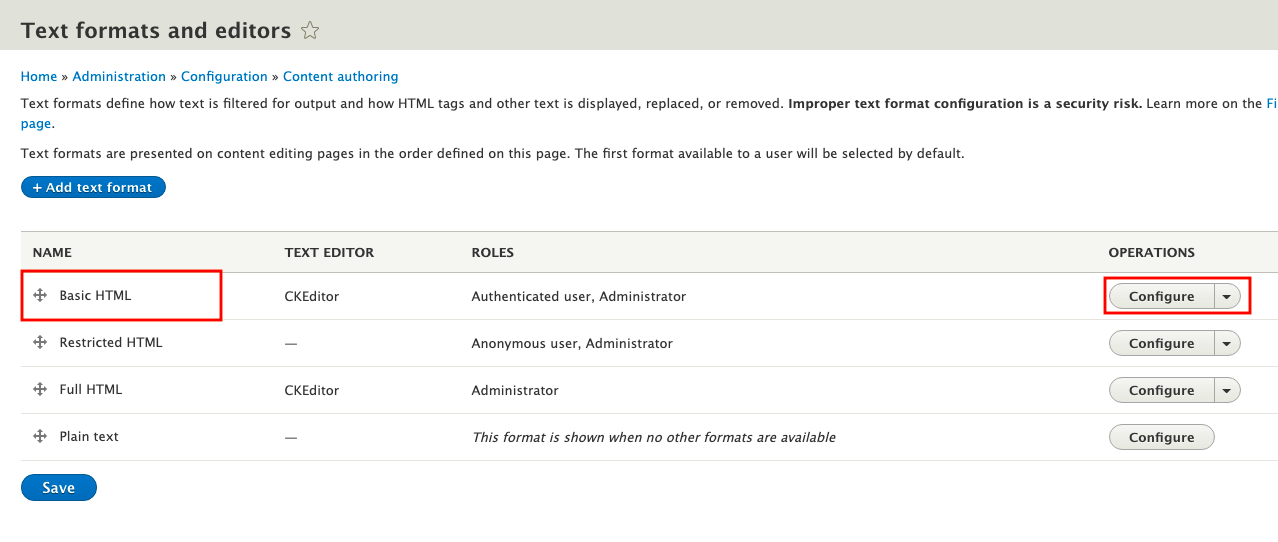 Text formats and editors
Home » Administration » Configuration » Content authoring
Text formats define how text is filtered for output and how HTML tags and other text is displayed, replaced, or removed. Improper text format configuration is a security risk. Learn more on the Fi
page.
Text formats are presented on content editing pages in the order defined on this page. The first format available to a user will be selected by default.
+ Add text format
NAME TEXT EDITOR ROLES OPERATIONS
Basic HTML CKEditor Authenticated user, Administrator Configure
Restricted HTML — Anonymous user, Administrator Configure
Full HTML CKEditor Administrator Configure
Plain text — This format is shown when no other formats are available Configure
Save